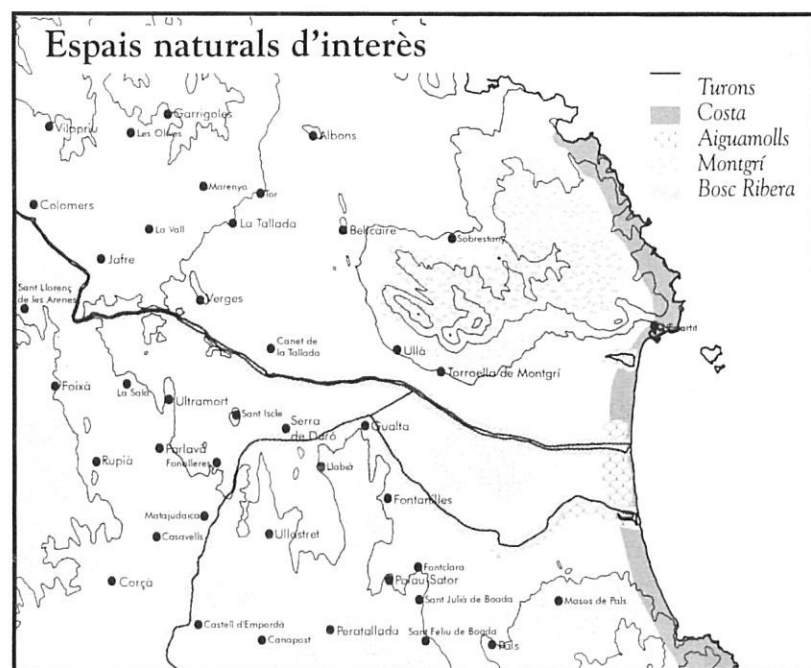 Espais naturals d'interès
Turons
Costa
Aiguamolls
Montgrí
Bosc Ribera
Garrigoles
Vilopriu
Les Olives
Albons
Marenyà
Tor
Colomers
La Vall
La Tallada
Bellcaire
Sobrestany
Jafre
Sant Llorenç
de les Arenes
Verges
L'Estartit
Canet de
la Tallada
Ullà
Torroella de Montgrí
Foixà
La Sala
Ultramort
Sant Iscle
Serra
de Daró
Gualta
Parlavà
Rupià
Fonolleres
Llabià
Fontanilles
Matajudaica
Casavells
Ullastret
Fontclara
Palau Sator
Corçà
Sant Julià de Boada
Masos de Pals
Castell d'Empordà
Canapost
Peratallada
Sant Feliu de Boada
Pals